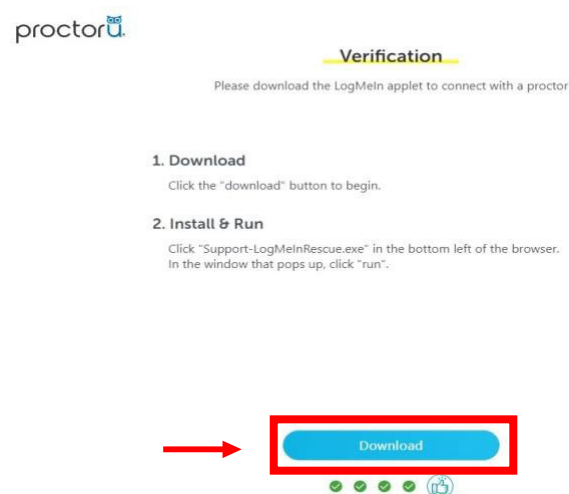 proctorü
Verification
Please download the LogMeIn applet to connect with a proctor
1. Download
Click the "download" button to begin.
2. Install & Run
Click "Support-LogMeInRescue.exe" in the bottom left of the browser.
In the window that pops up, click "run".
Download